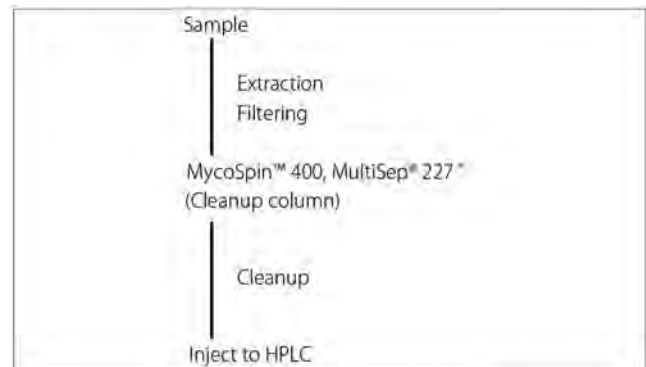 Sample
Extraction
Filtering
MycoSpin™ 400, MultiSep® 227*
(Cleanup column)
Cleanup
Inject to HPLC